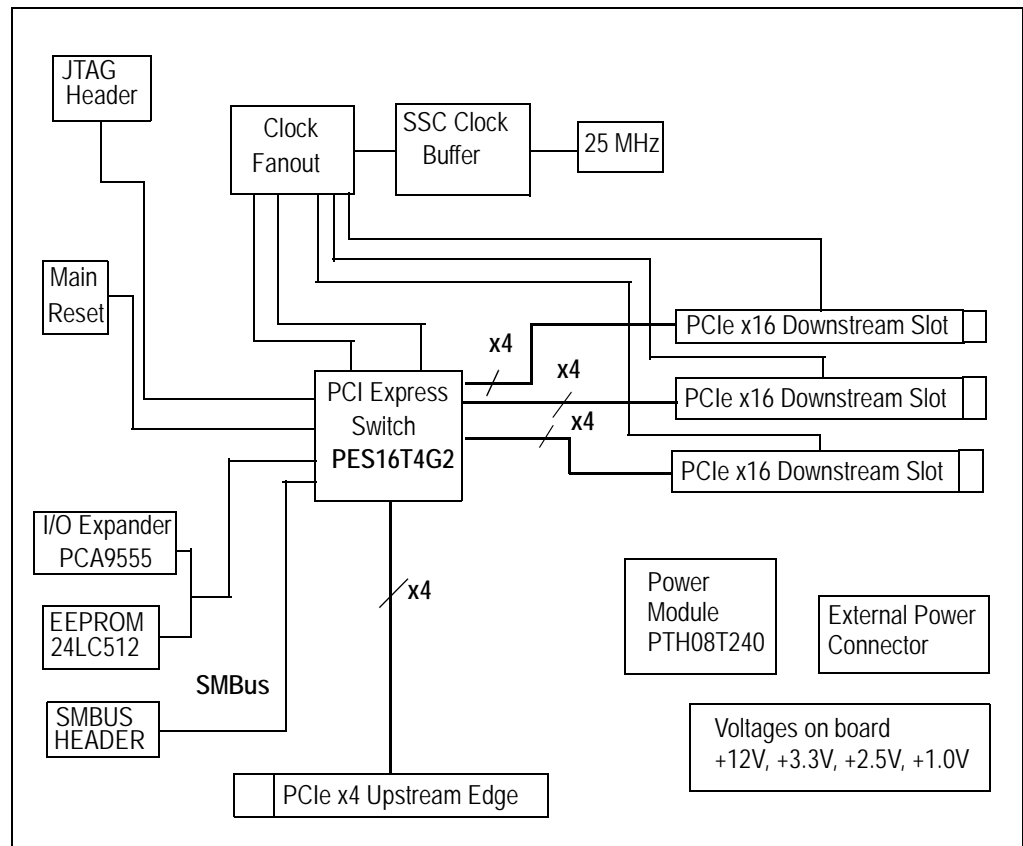 JTAG
Header
Clock
Fanout
SSC Clock
Buffer
25 MHz
Main
Reset
PCIe x16 Downstream Slot
x4
x4
PCIe x16 Downstream Slot
x4
PCI Express
Switch
PES16T4G2
PCIe x16 Downstream Slot
I/O Expander
PCA9555
x4
EEPROM
24LC512
Power
Module
PTH08T240
External Power
Connector
SMBus
SMBUS
HEADER
Voltages on board
+12V, +3.3V, +2.5V, +1.0V
PCIe x4 Upstream Edge